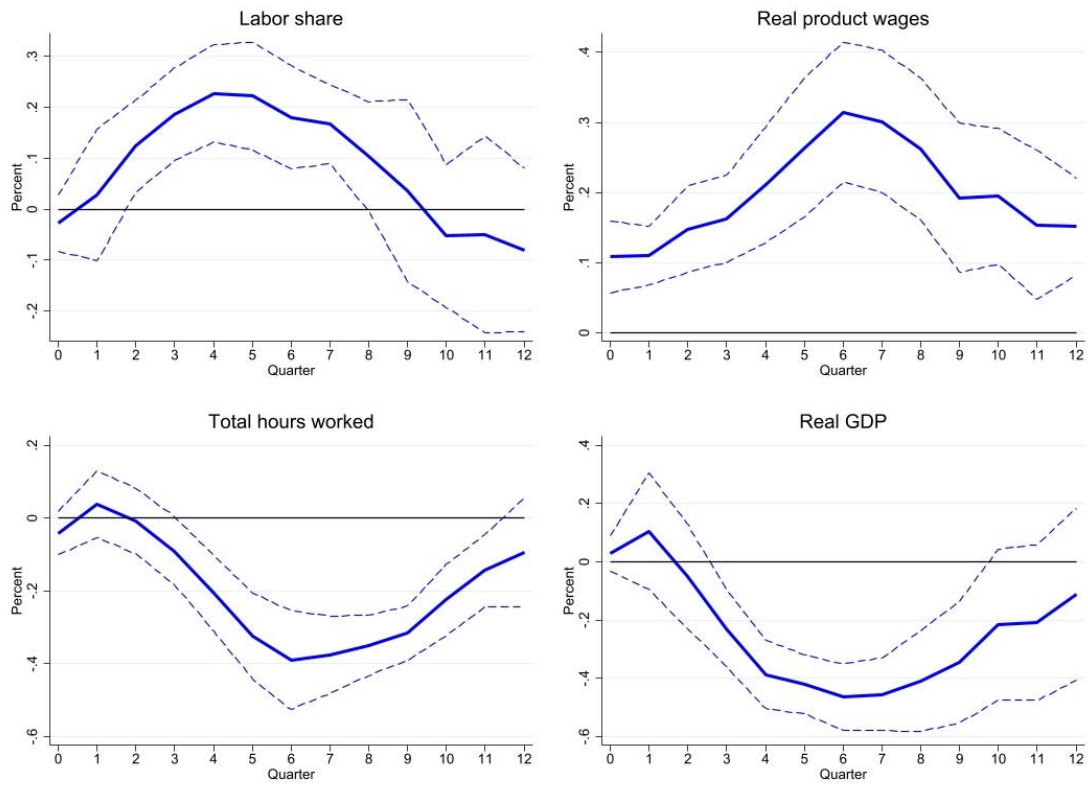 Labor share
Percent
.3
.2
.1
0
-.1
-.2
0 1 2 3 4 5 6 7 8 9 10 11 12
Quarter
Real product wages
Percent
.4
.3
.2
.1
0
0 1 2 3 4 5 6 7 8 9 10 11 12
Quarter
Total hours worked
Percent
.2
0
-.2
-.4
-.6
0 1 2 3 4 5 6 7 8 9 10 11 12
Quarter
Real GDP
Percent
.4
.2
0
-.2
-.4
-.6
0 1 2 3 4 5 6 7 8 9 10 11 12
Quarter